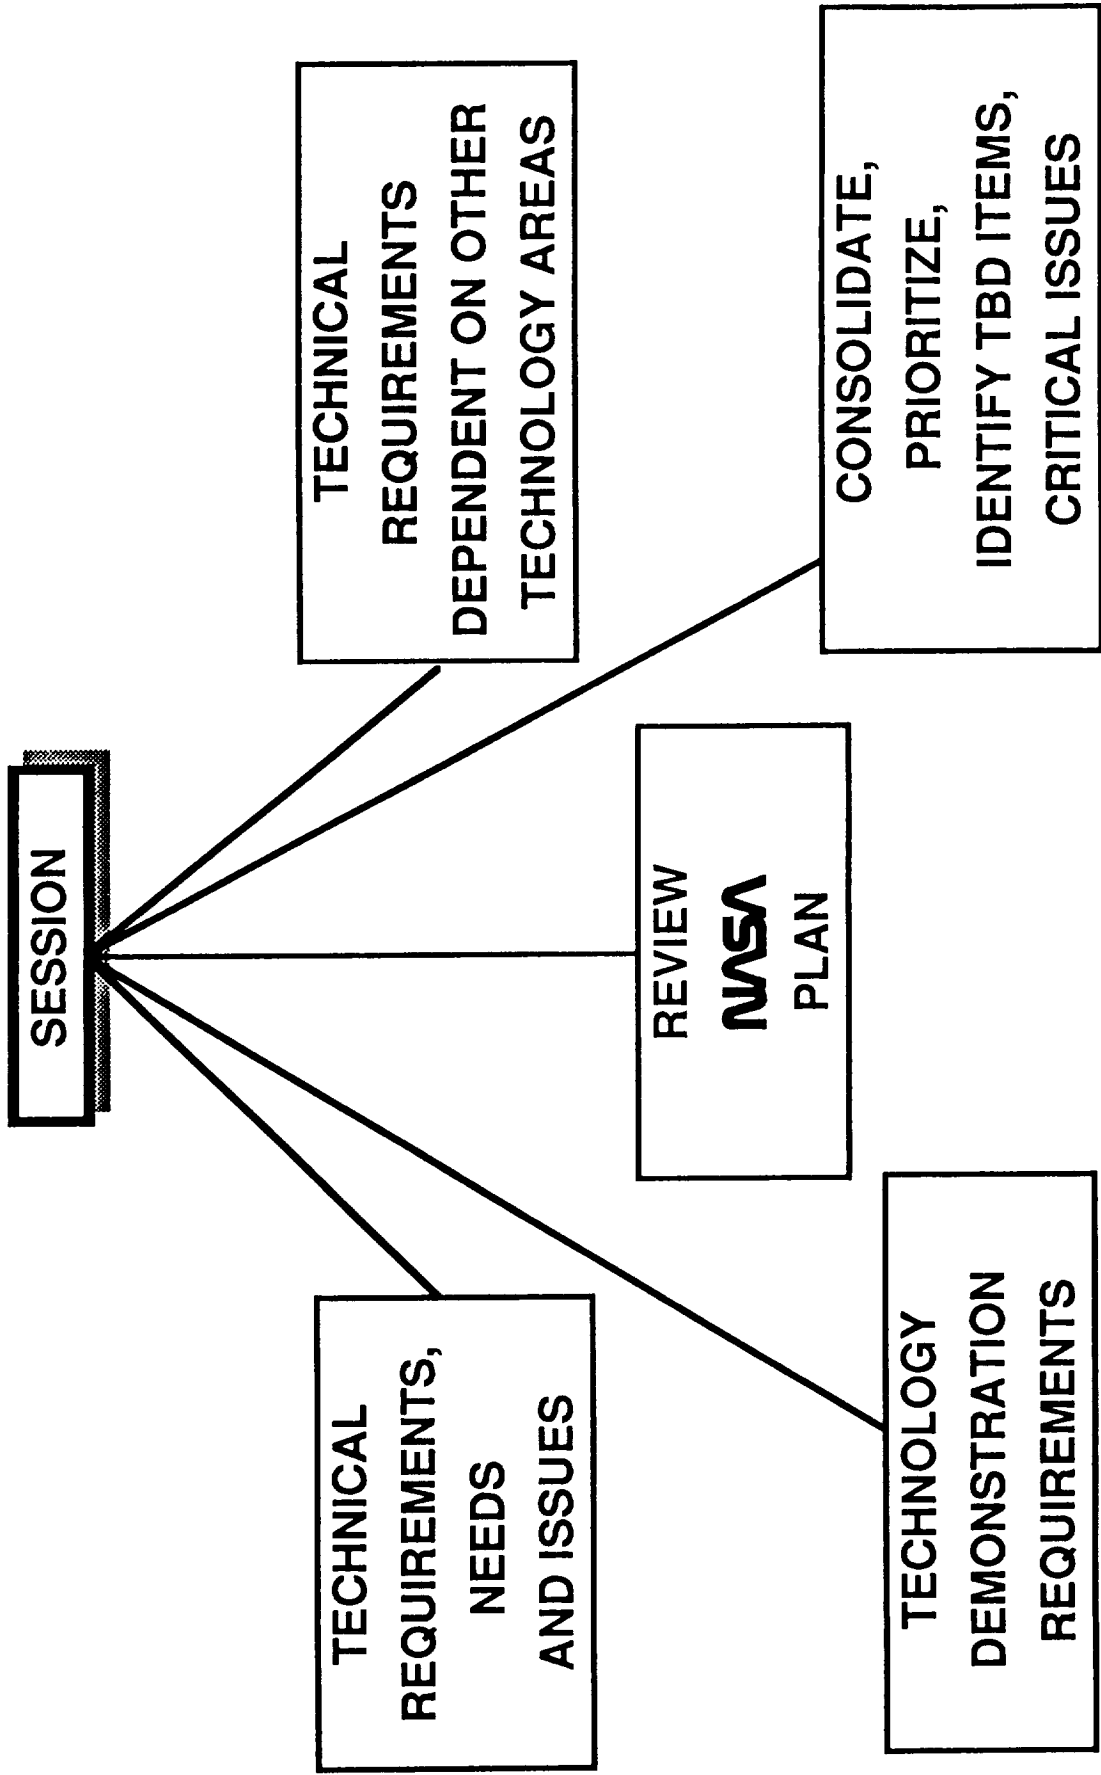 SESSION
TECHNICAL
REQUIREMENTS,
NEEDS
AND ISSUES
TECHNICAL
REQUIREMENTS
DEPENDENT ON OTHER
TECHNOLOGY AREAS
REVIEW
NASA
PLAN
TECHNOLOGY
DEMONSTRATION
REQUIREMENTS
CONSOLIDATE,
PRIORITIZE,
IDENTIFY TBD ITEMS,
CRITICAL ISSUES